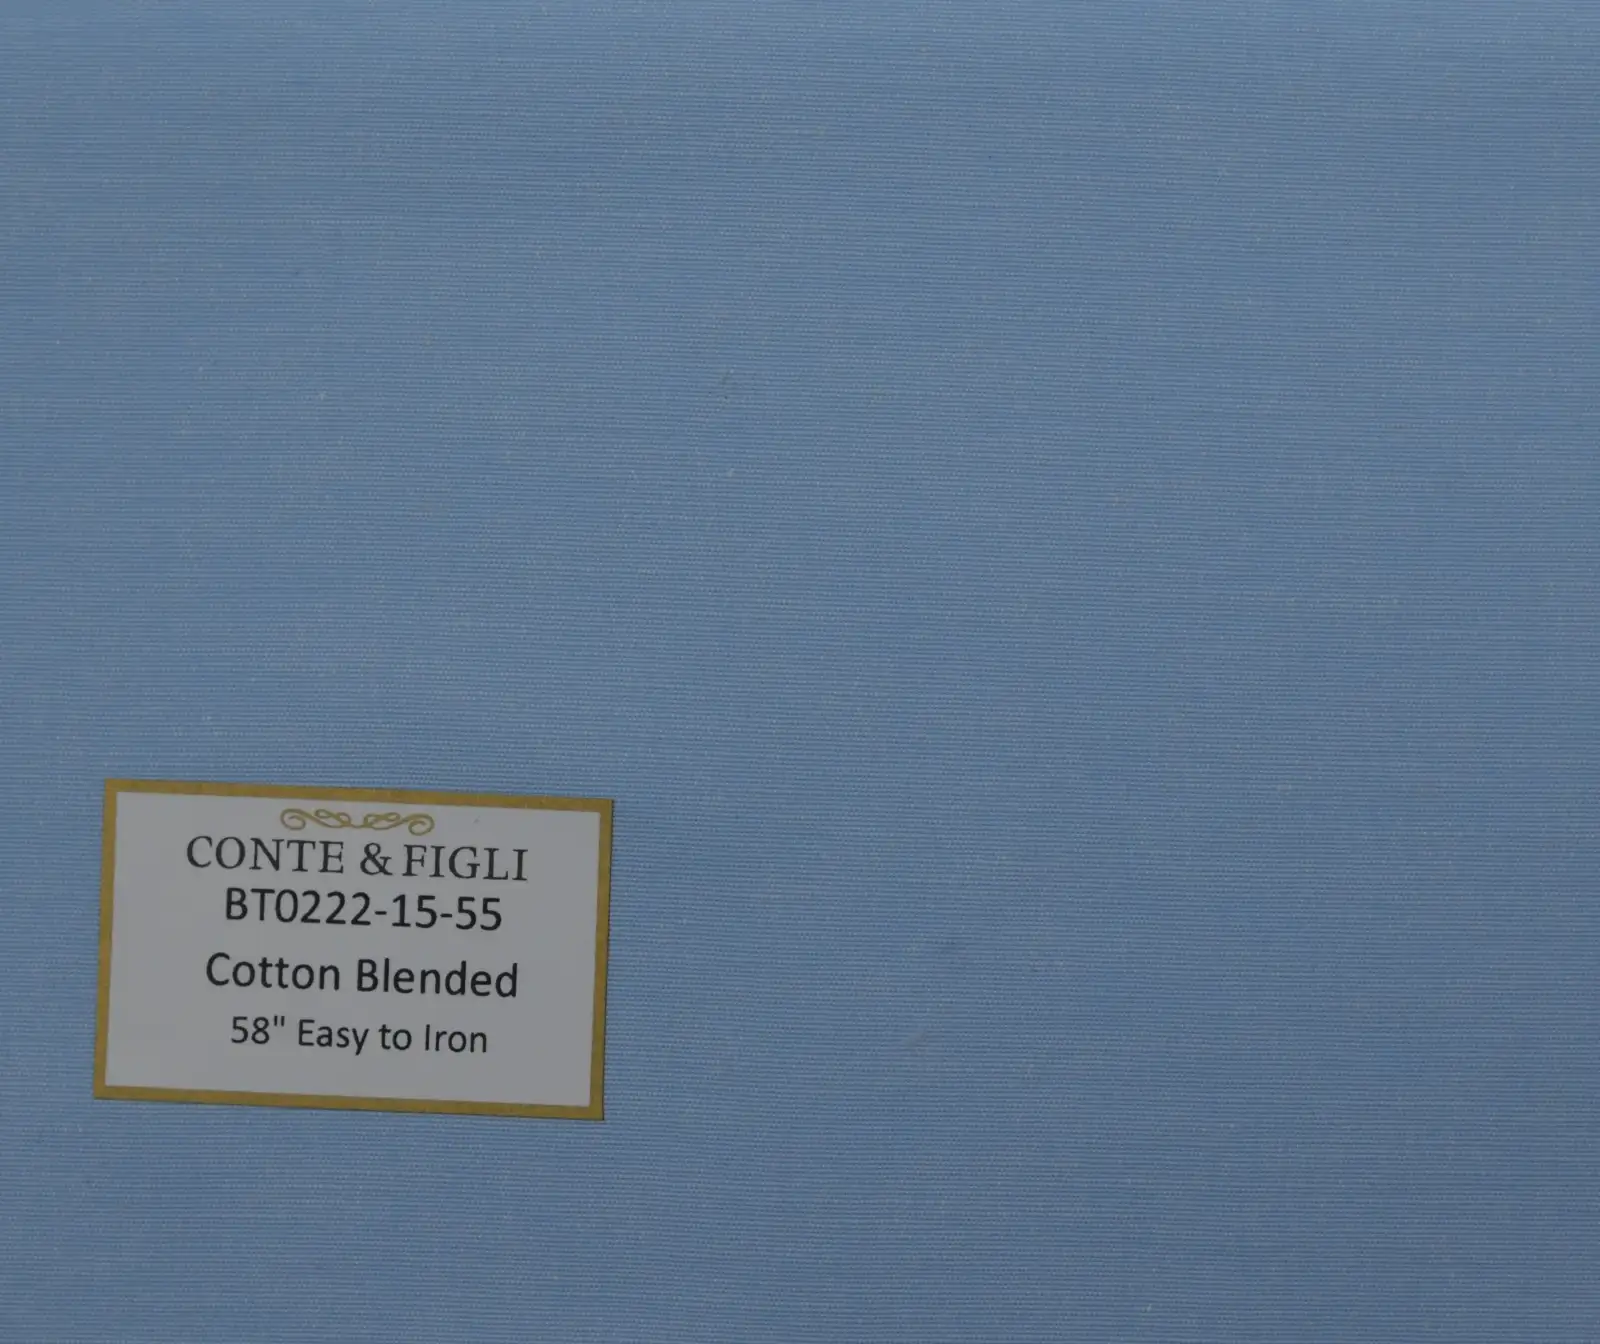 CONTE & FIGLI
BT0222-15-55
Cotton Blended
58" Easy to Iron